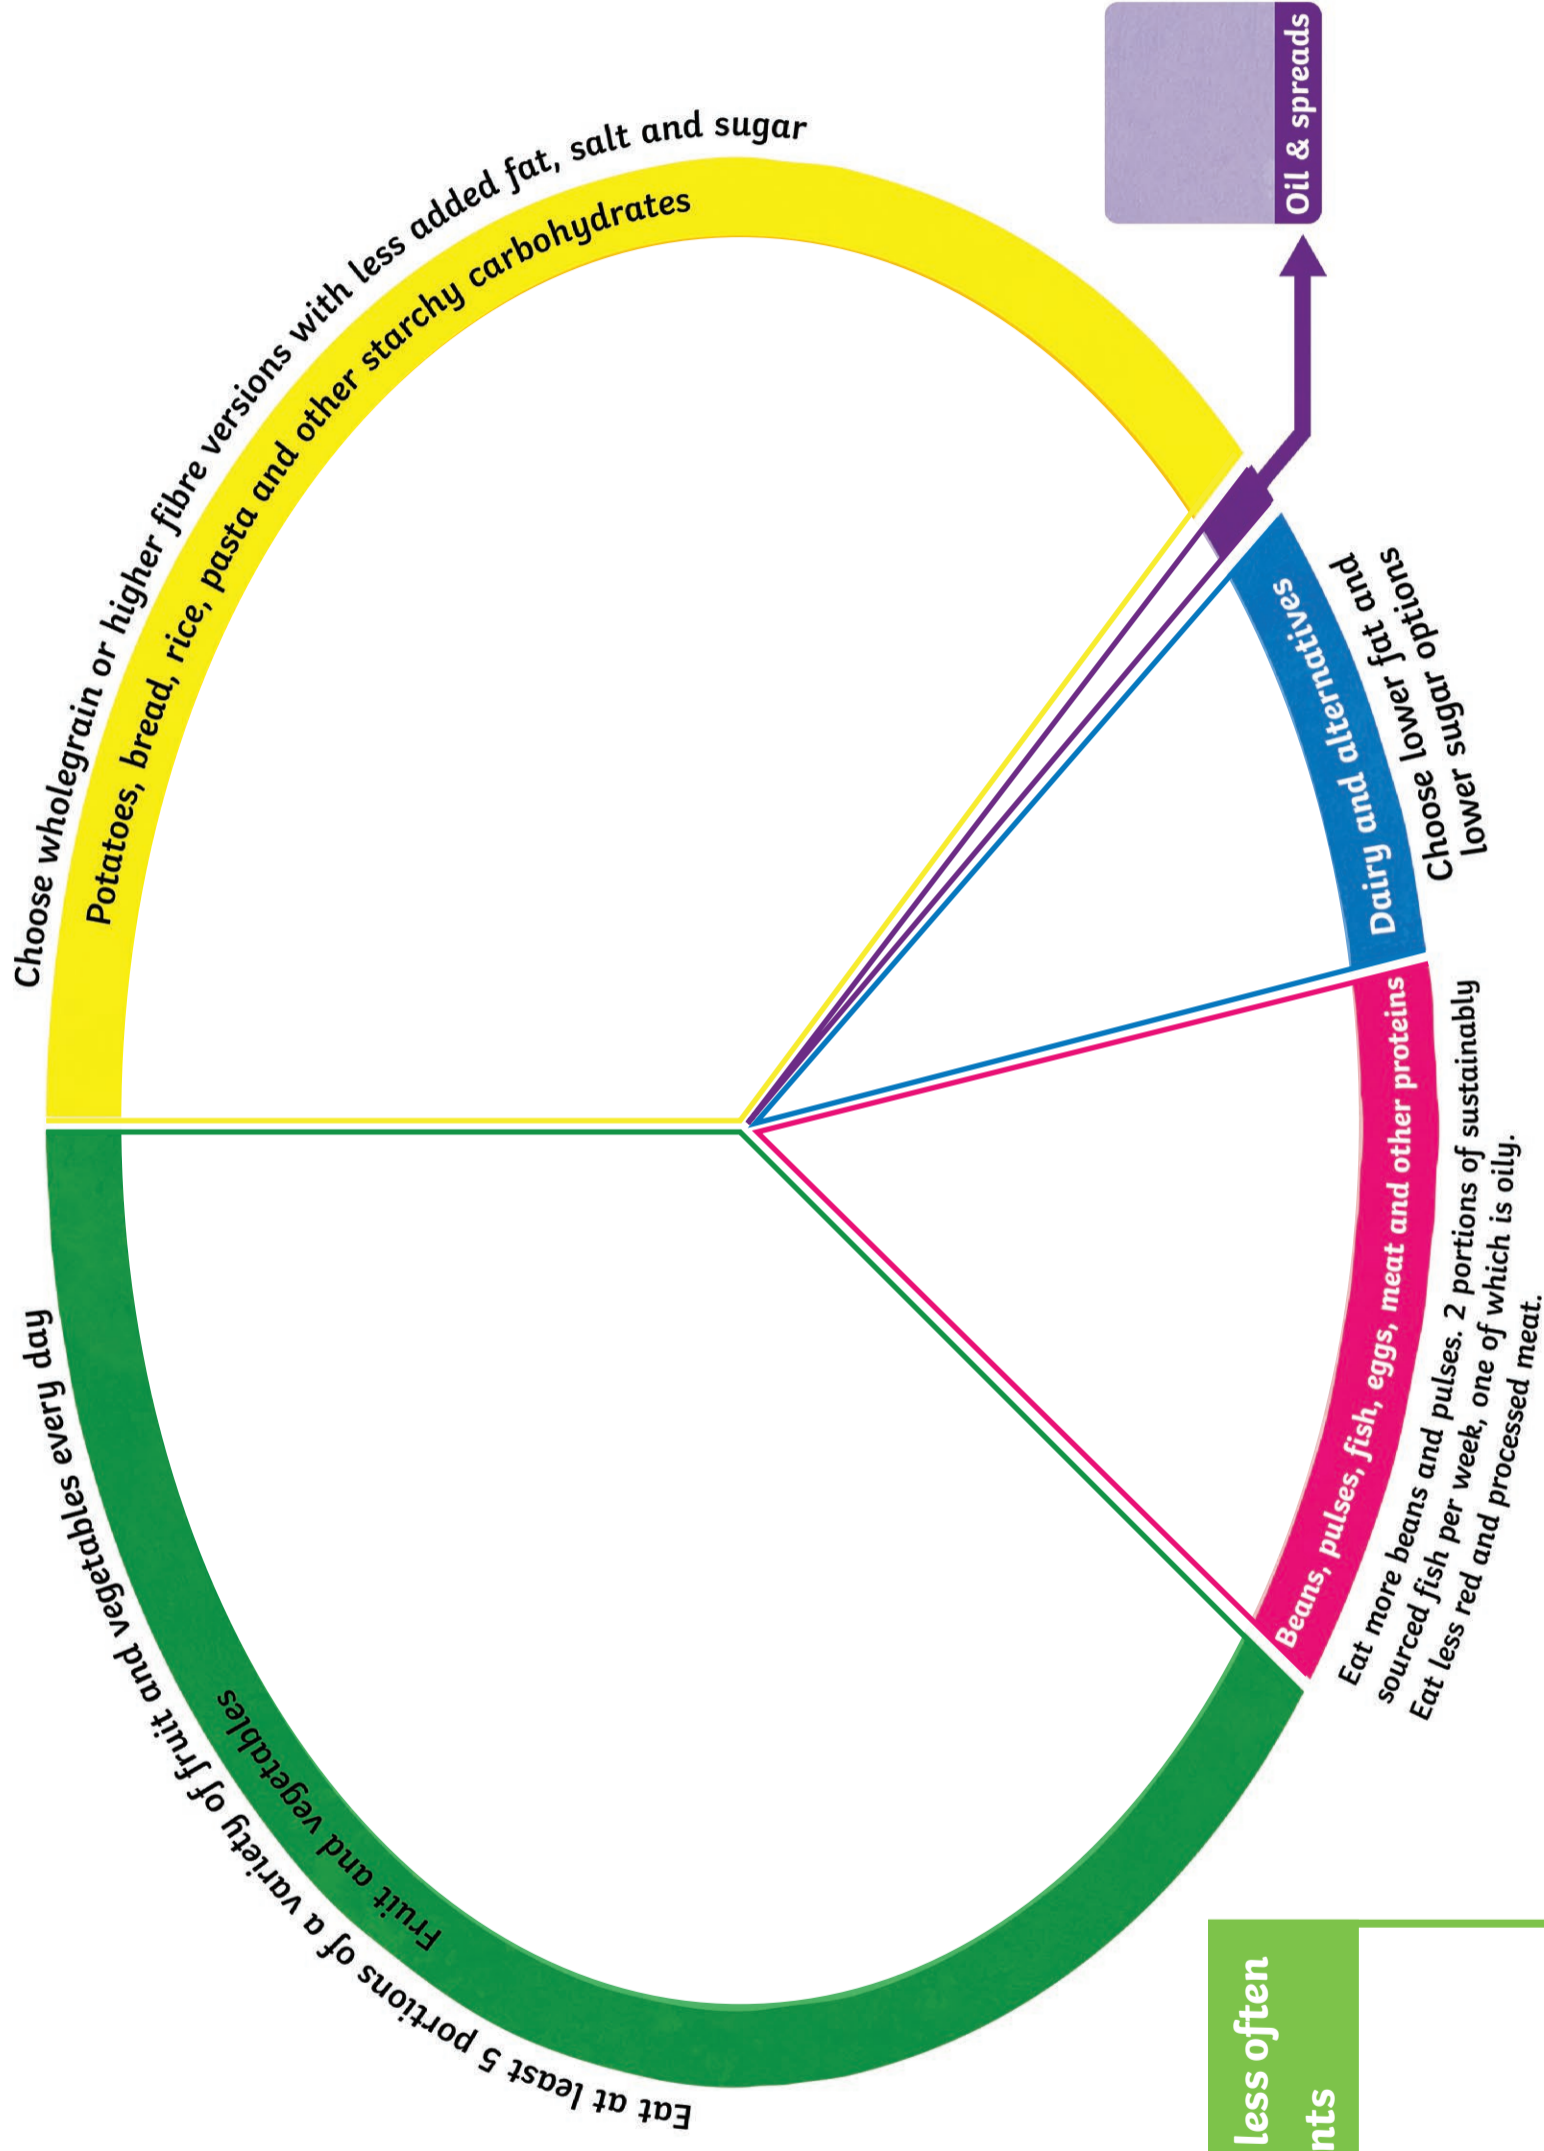 Eat at least 5 portions of a variety of fruit and vegetables every day
Fruit and vegetables
Choose wholegrain or higher fibre versions with less added fat, salt and sugar
Potatoes, bread, rice, pasta and other starchy carbohydrates
Oil & spreads
Dairy and alternatives
Choose lower fat and
lower sugar options
Beans, pulses, fish, eggs, meat and other proteins
Eat more beans and pulses. 2 portions of sustainably
sourced fish per week, one of which is oily.
Eat less red and processed meat.
less often
nts